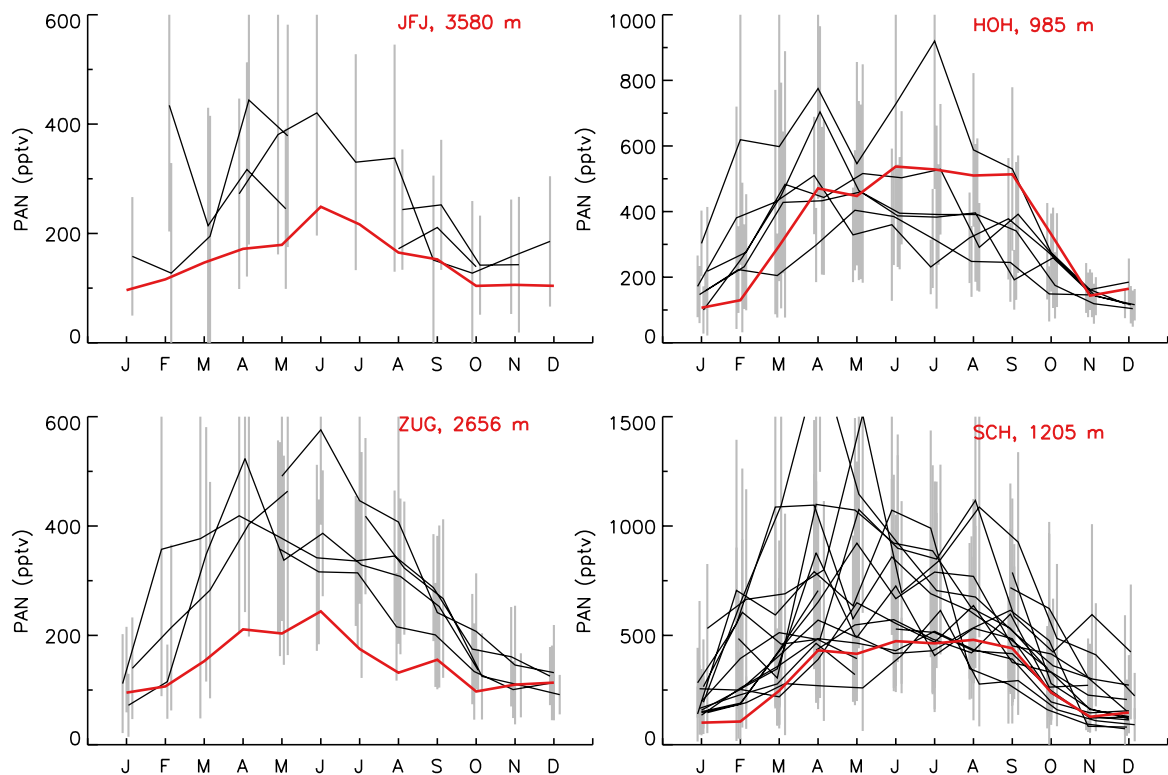 JFJ, 3580 m
PAN (pptv)
600
400
200
0
J F M A M J J A S O N D
HOH, 985 m
PAN (pptv)
1000
800
600
400
200
0
J F M A M J J A S O N D
ZUG, 2656 m
PAN (pptv)
600
400
200
0
J F M A M J J A S O N D
SCH, 1205 m
PAN (pptv)
1500
1000
500
0
J F M A M J J A S O N D